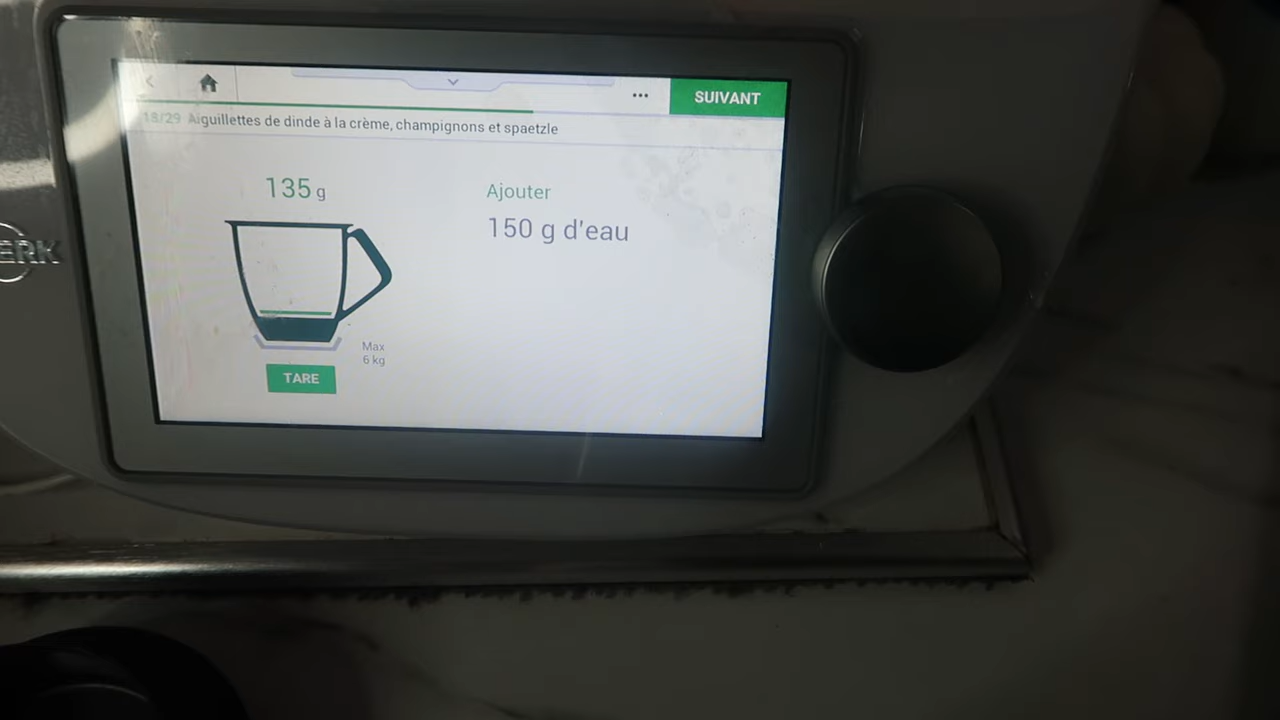 SUIVANT
18/29 Aiguillettes de dinde à la crème, champignons et spaetzle
135 g
Ajouter
150 g d'eau
Max
6 kg
TARE
ERK